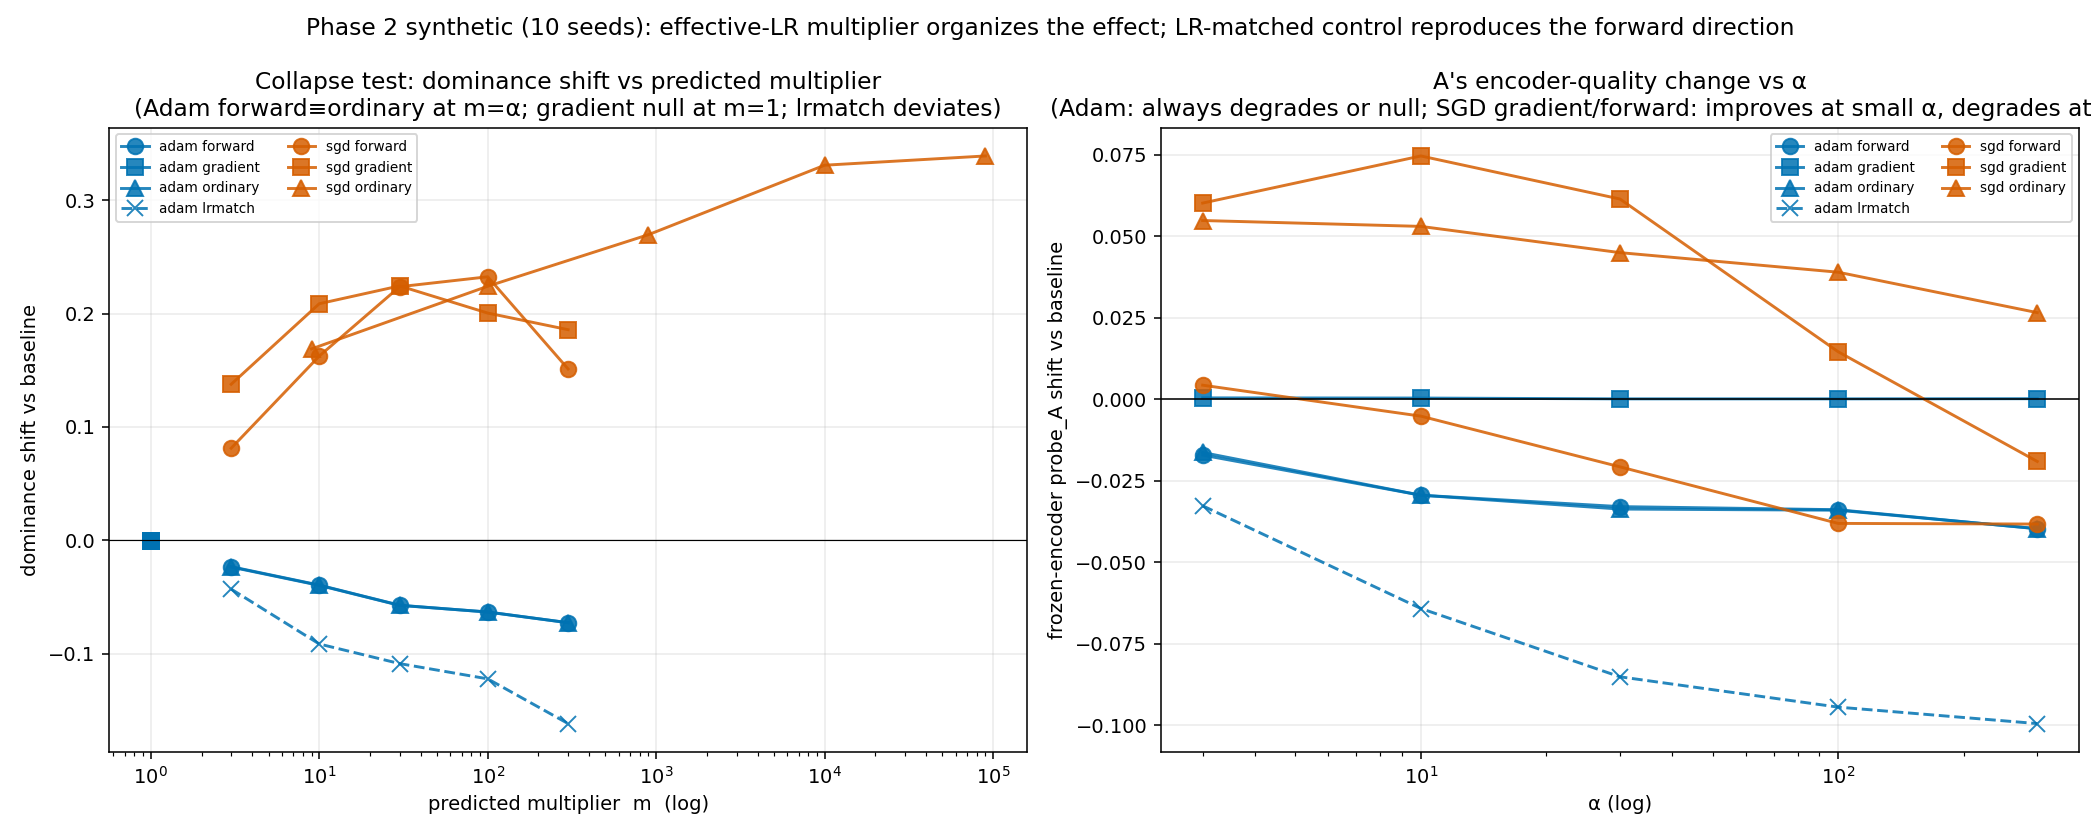 Phase 2 synthetic (10 seeds): effective-LR multiplier organizes the effect; LR-matched control reproduces the forward direction
Collapse test: dominance shift vs predicted multiplier
(Adam forward≡ordinary at m=α; gradient null at m=1; lrmatch deviates)
adam forward
adam gradient
adam ordinary
adam lrmatch
sgd forward
sgd gradient
sgd ordinary
dominance shift vs baseline
0.3
0.2
0.1
0.0
−0.1
10⁰
10¹
10²
10³
10⁴
10⁵
predicted multiplier m (log)
A's encoder-quality change vs α
(Adam: always degrades or null; SGD gradient/forward: improves at small α, degrades at
adam forward
adam gradient
adam ordinary
adam lrmatch
sgd forward
sgd gradient
sgd ordinary
frozen-encoder probe_A shift vs baseline
0.075
0.050
0.025
0.000
−0.025
−0.050
−0.075
−0.100
10¹
10²
α (log)